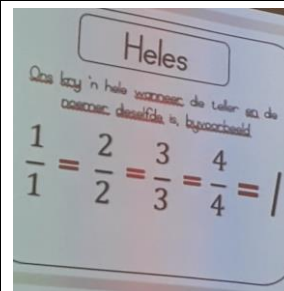 Heles
Ons kry 'n hele wanneer die teller en die
noemer dieselfde is, byvoorbeeld
1/1 = 2/2 = 3/3 = 4/4 = 1